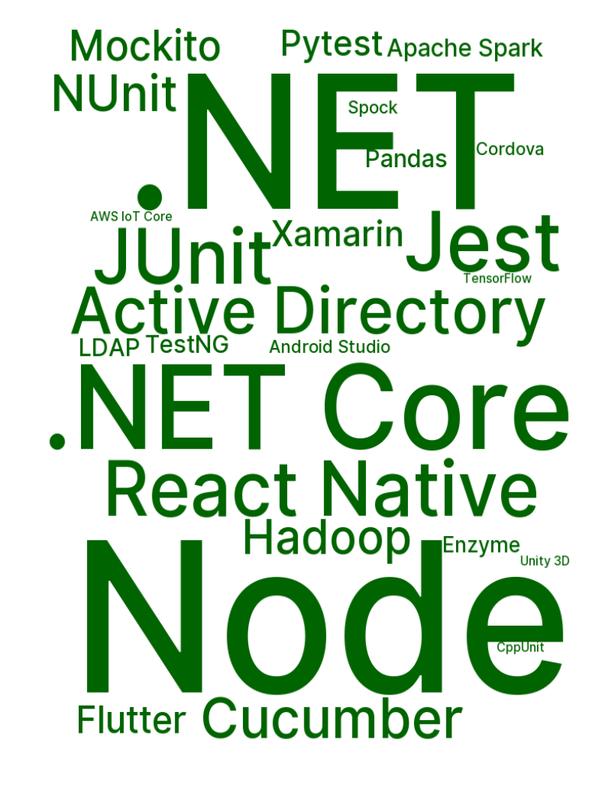 Mockito
Pytest
Apache Spark
NUnit
.NET
Spock
Pandas
Cordova
AWS IoT Core
JUnit
Xamarin
Jest
TensorFlow
Active Directory
LDAP
TestNG
Android Studio
.NET Core
React Native
Hadoop
Enzyme
Unity 3D
Node
CppUnit
Flutter
Cucumber